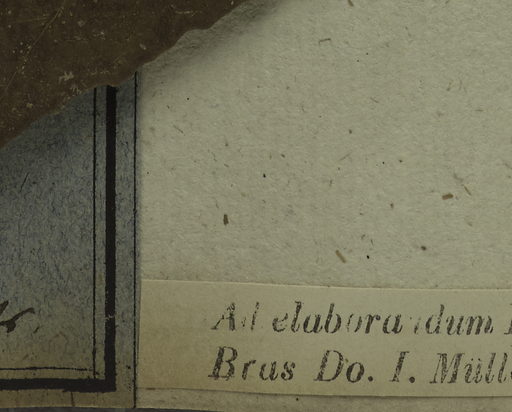 Ad elaborandum
Bras Do. I. Müll